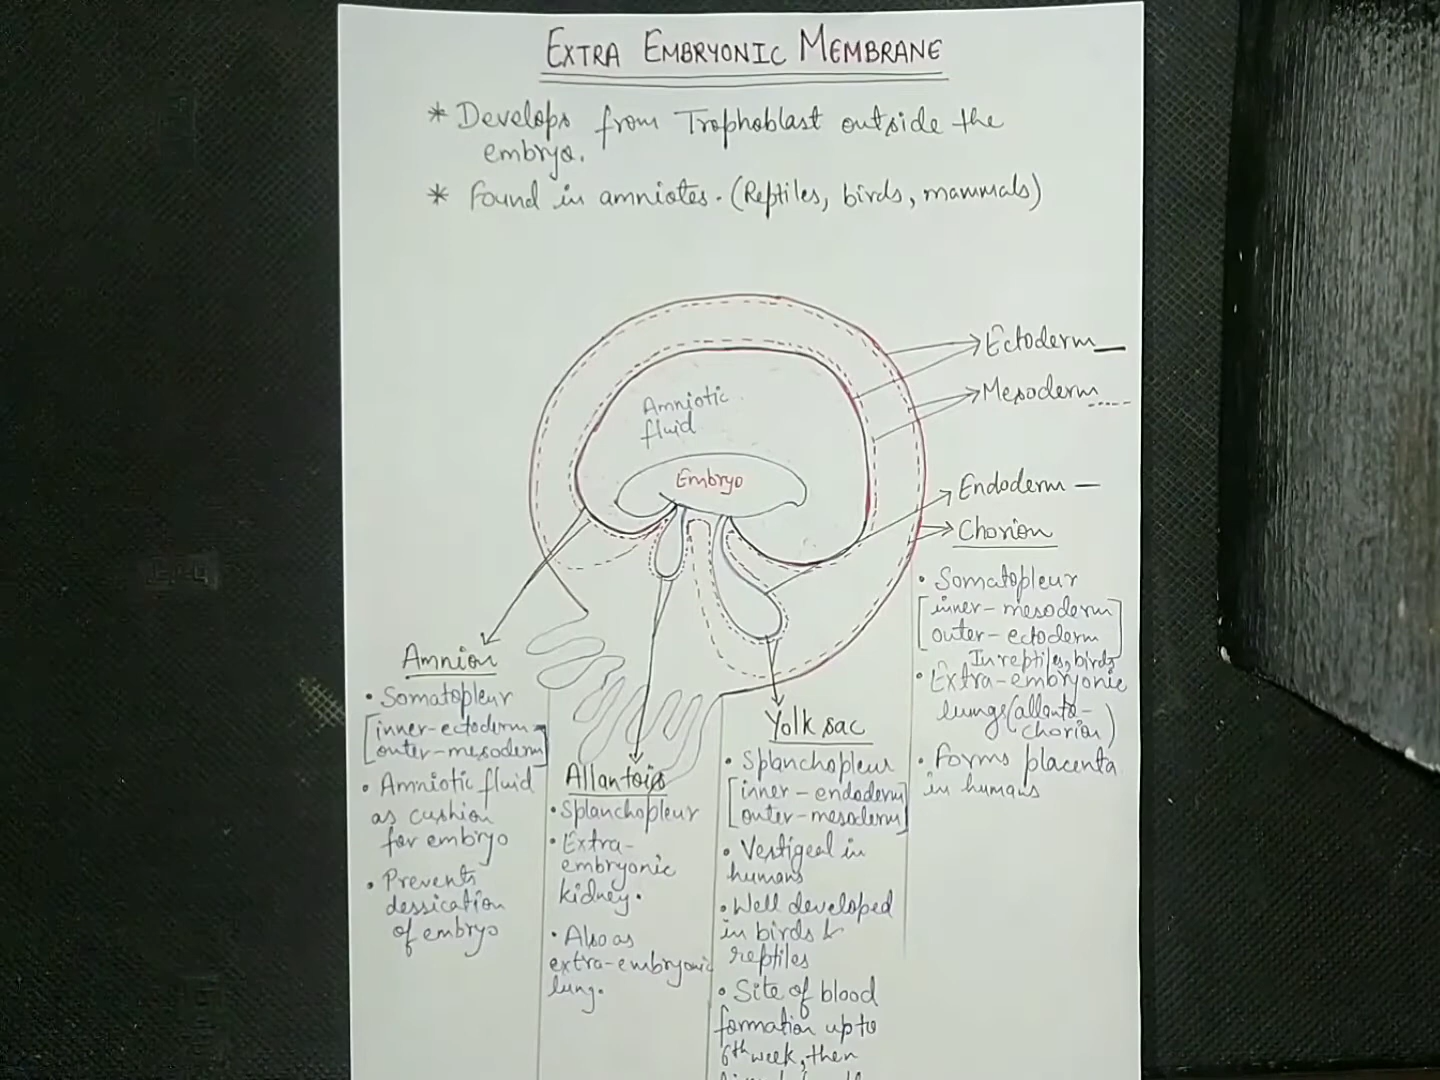 EXTRA EMBRYONIC MEMBRANE
* Develops from Trophoblast outside the
embryo.
* Found in amniotes. (Reptiles, birds, mammals)
Ectoderm
Mesoderm
Amniotic
fluid
Embryo
Endoderm
Chorion
• Somatopleur
[inner-mesoderm
outer-ectoderm]
In reptiles, birds
• Extra-embryonic
lungs (allanto-
chorion)
• Forms placenta
in humans
Amnion
• Somatopleur
[inner-ectoderm
outer-mesoderm]
• Amniotic fluid
as cushion
for embryo
• Prevents
dessication
of embryo
Allantois
• Splanchopleur
• Extra-
embryonic
kidney.
• Also as
extra-embryonic
lung.
Yolk sac
• Splanchopleur
[inner-endoderm
outer-mesoderm]
• Vestigeal in
humans
• Well developed
in birds &
reptiles
• Site of blood
formation up to
6th week, then